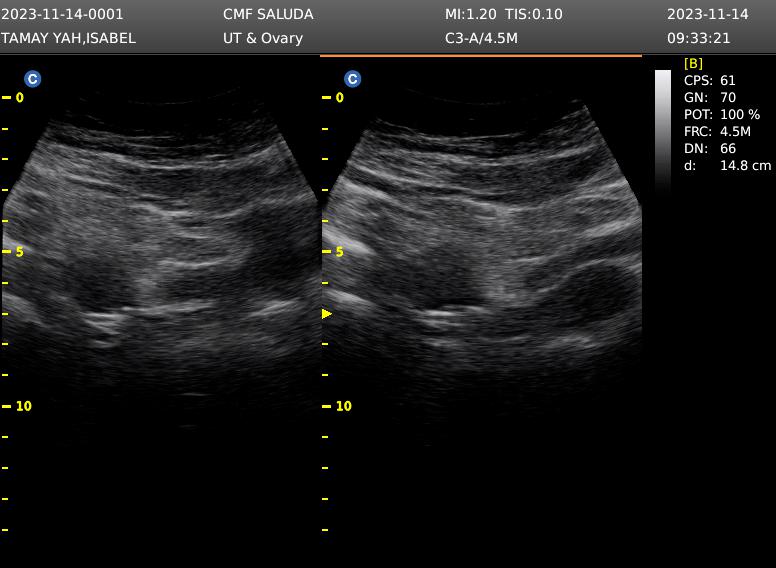 2023-11-14-0001 CMF SALUDA MI:1.20 TIS:0.10 2023-11-14
TAMAY YAH,ISABEL UT & Ovary C3-A/4.5M 09:33:21
[B]
CPS: 61
GN: 70
POT: 100 %
FRC: 4.5M
DN: 66
d: 14.8 cm
C C
0 0
5 5
10 10